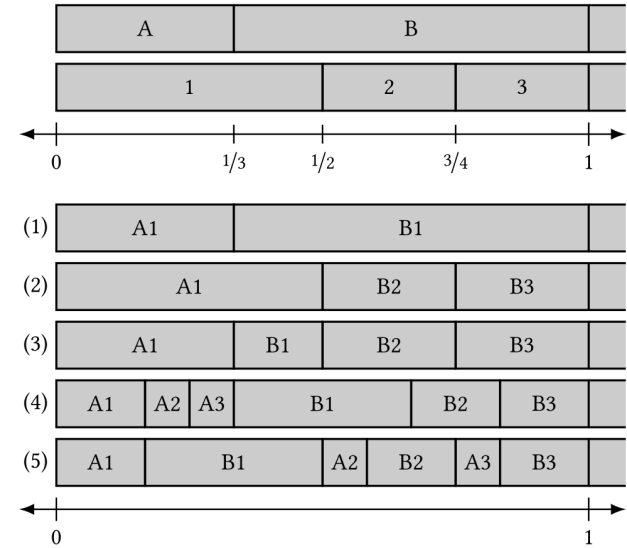 A B
1 2 3
0 1/3 1/2 3/4 1
(1) A1 B1
(2) A1 B2 B3
(3) A1 B1 B2 B3
(4) A1 A2 A3 B1 B2 B3
(5) A1 B1 A2 B2 A3 B3
0 1